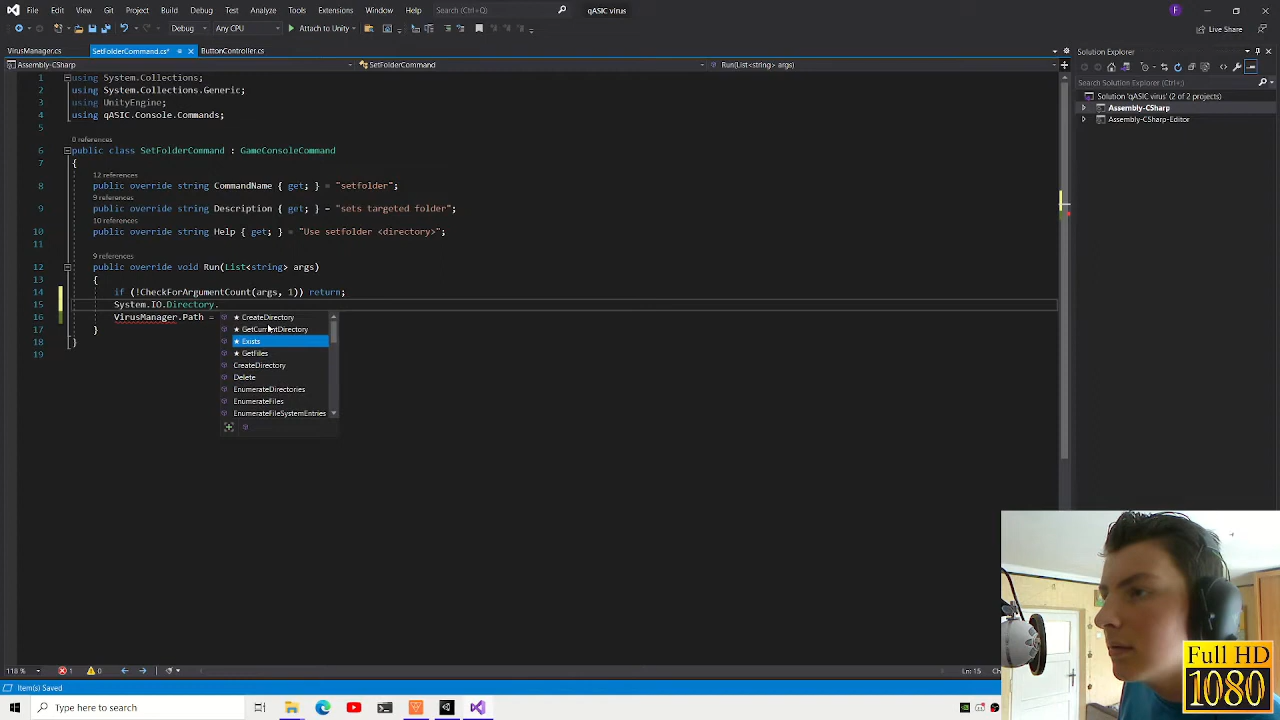 File Edit View Git Project Build Debug Test Analyze Tools Extensions Window Help Search (Ctrl+Q) qASIC virus F
Debug Any CPU Attach to Unity Live Share
VirusManager.cs SetFolderCommand.cs* ButtonController.cs
Assembly-CSharp SetFolderCommand Run(List<string> args)
1 using System.Collections;
2 using System.Collections.Generic;
3 using UnityEngine;
4 using qASIC.Console.Commands;
5
0 references
6 public class SetFolderCommand : GameConsoleCommand
7 {
12 references
8 public override string CommandName { get; } = "setfolder";
9 references
9 public override string Description { get; } = "sets targeted folder";
10 references
10 public override string Help { get; } = "Use setfolder <directory>";
11
9 references
12 public override void Run(List<string> args)
13 {
14 if (!CheckForArgumentCount(args, 1)) return;
15 System.IO.Directory.
16 VirusManager.Path =
17 }
18 }
19
★ CreateDirectory
★ GetCurrentDirectory
★ Exists
★ GetFiles
CreateDirectory
Delete
EnumerateDirectories
EnumerateFiles
EnumerateFileSystemEntries
Solution Explorer
Search Solution Explorer (Ctrl+;)
Solution 'qASIC virus' (2 of 2 projects)
Assembly-CSharp
Assembly-CSharp-Editor
118 % 1 0 Ln: 15
Item(s) Saved
Type here to search
Full HD
1080